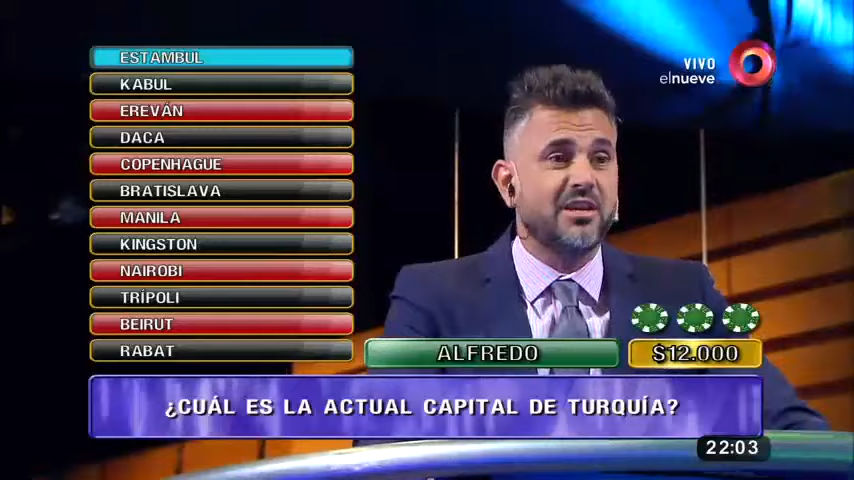 ESTAMBUL
KABUL
EREVÁN
DACA
COPENHAGUE
BRATISLAVA
MANILA
KINGSTON
NAIROBI
TRÍPOLI
BEIRUT
RABAT
VIVO
elnueve
ALFREDO
$12.000
¿CUÁL ES LA ACTUAL CAPITAL DE TURQUÍA?
22:03